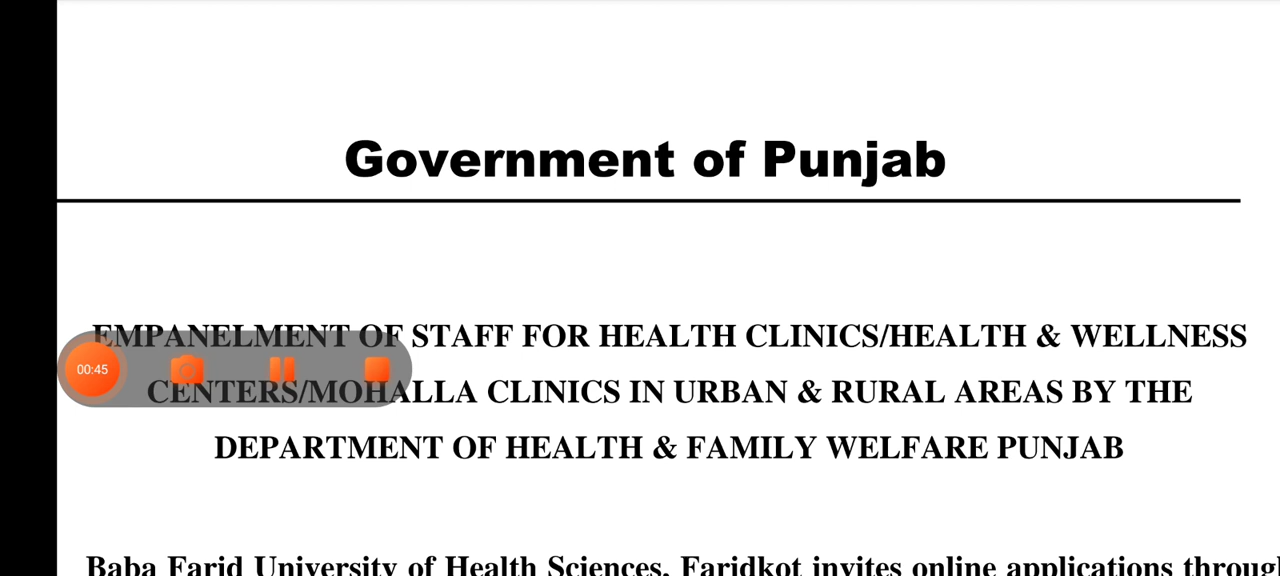 Government of Punjab
EMPANELMENT OF STAFF FOR HEALTH CLINICS/HEALTH & WELLNESS
00:45
CENTERS/MOHALLA CLINICS IN URBAN & RURAL AREAS BY THE
DEPARTMENT OF HEALTH & FAMILY WELFARE PUNJAB
Baba Farid University of Health Sciences, Faridkot invites online applications throug